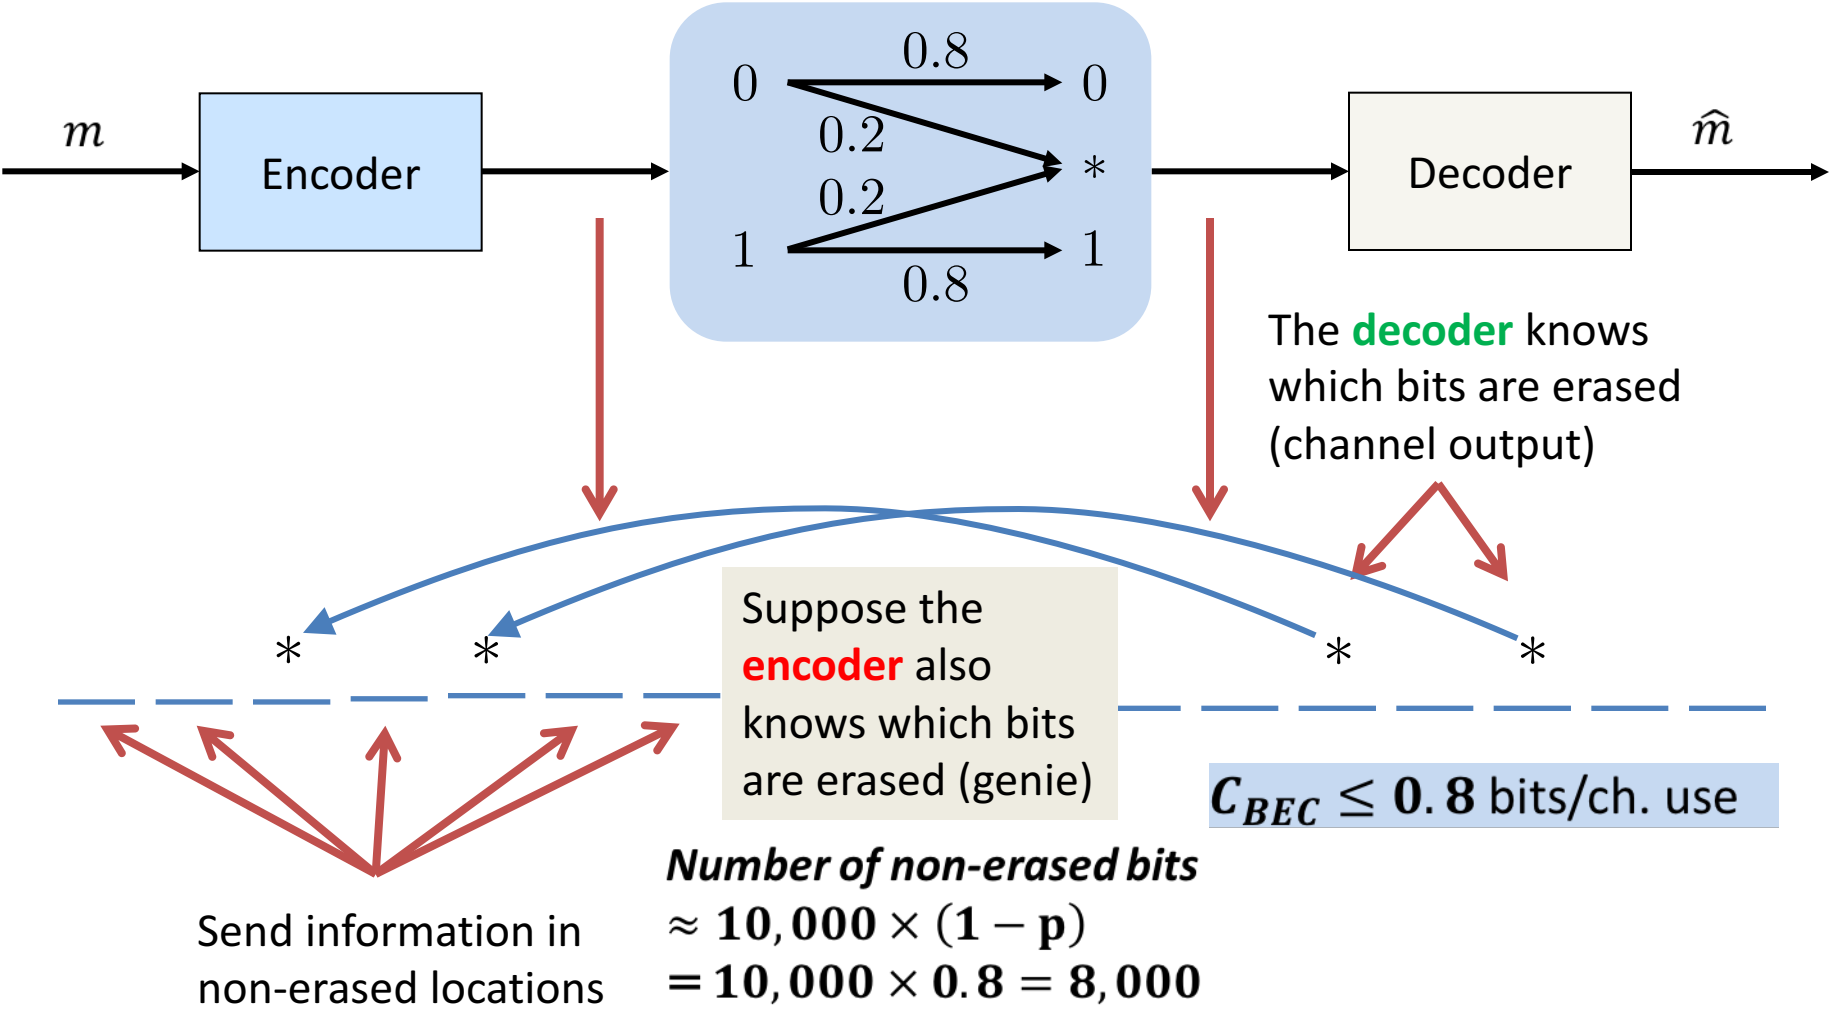 0.8
0 0
m 0.2 m̂
Encoder * Decoder
0.2
1 1
0.8
The decoder knows
which bits are erased
(channel output)
* * * *
Suppose the
encoder also
knows which bits
are erased (genie)
C_BEC ≤ 0.8 bits/ch. use
Number of non-erased bits
≈ 10,000 × (1 − p)
= 10,000 × 0.8 = 8,000
Send information in
non-erased locations